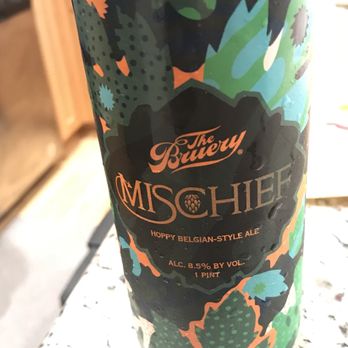 The
Bruery®
MISCHIEF
HOPPY BELGIAN-STYLE ALE
ALC. 8.5% BY VOL.
1 PINT